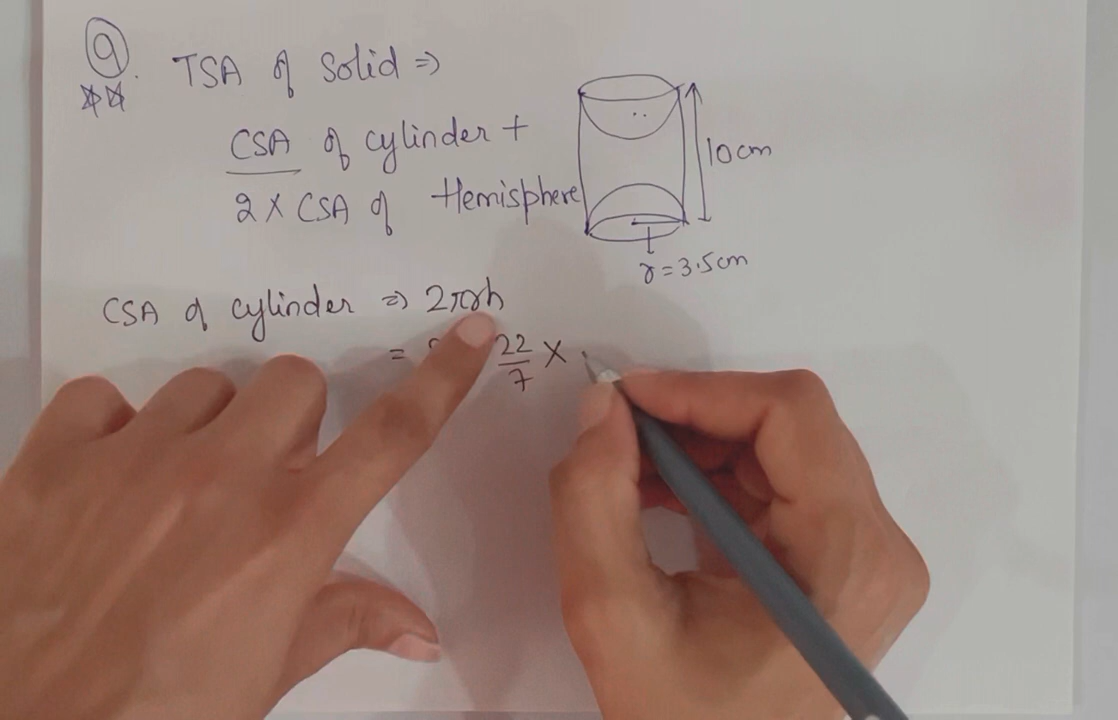 9. TSA of Solid ⇒
CSA of cylinder +
2 X CSA of Hemisphere
10cm
r = 3.5cm
CSA of cylinder ⇒ 2πrh
= 22/7 X